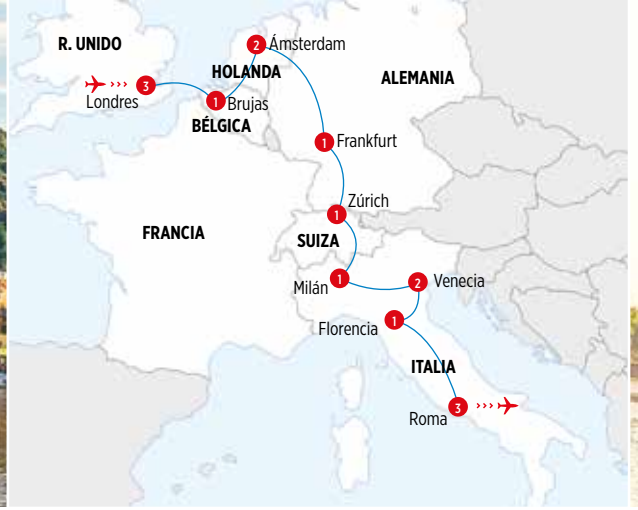 R. UNIDO
2
Ámsterdam
HOLANDA
ALEMANIA
3
Londres
1
Brujas
BÉLGICA
1
Frankfurt
Zúrich
1
FRANCIA
SUIZA
1
Milán
2
Venecia
Florencia
1
ITALIA
Roma
3